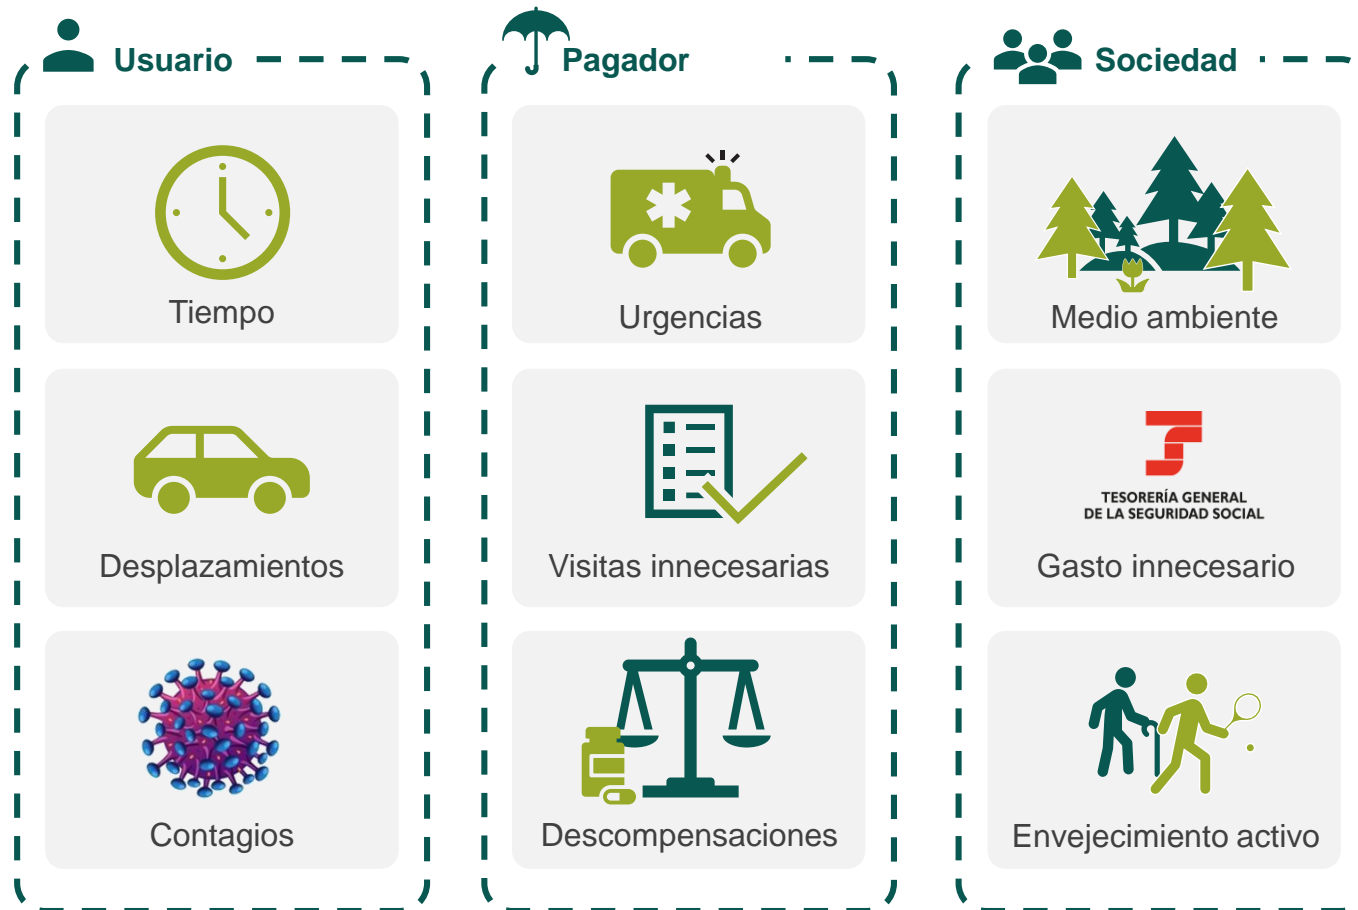 Usuario
Tiempo
Desplazamientos
Contagios
Pagador
Urgencias
Visitas innecesarias
Descompensaciones
Sociedad
Medio ambiente
TESORERÍA GENERAL
DE LA SEGURIDAD SOCIAL
Gasto innecesario
Envejecimiento activo